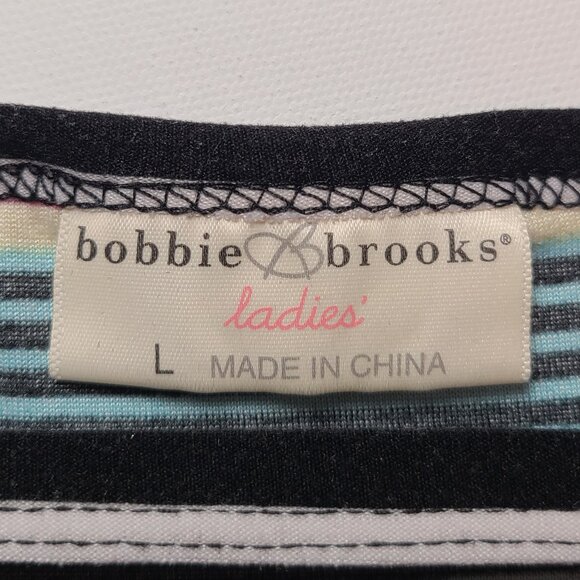 bobbie B brooks®
ladies'
L MADE IN CHINA